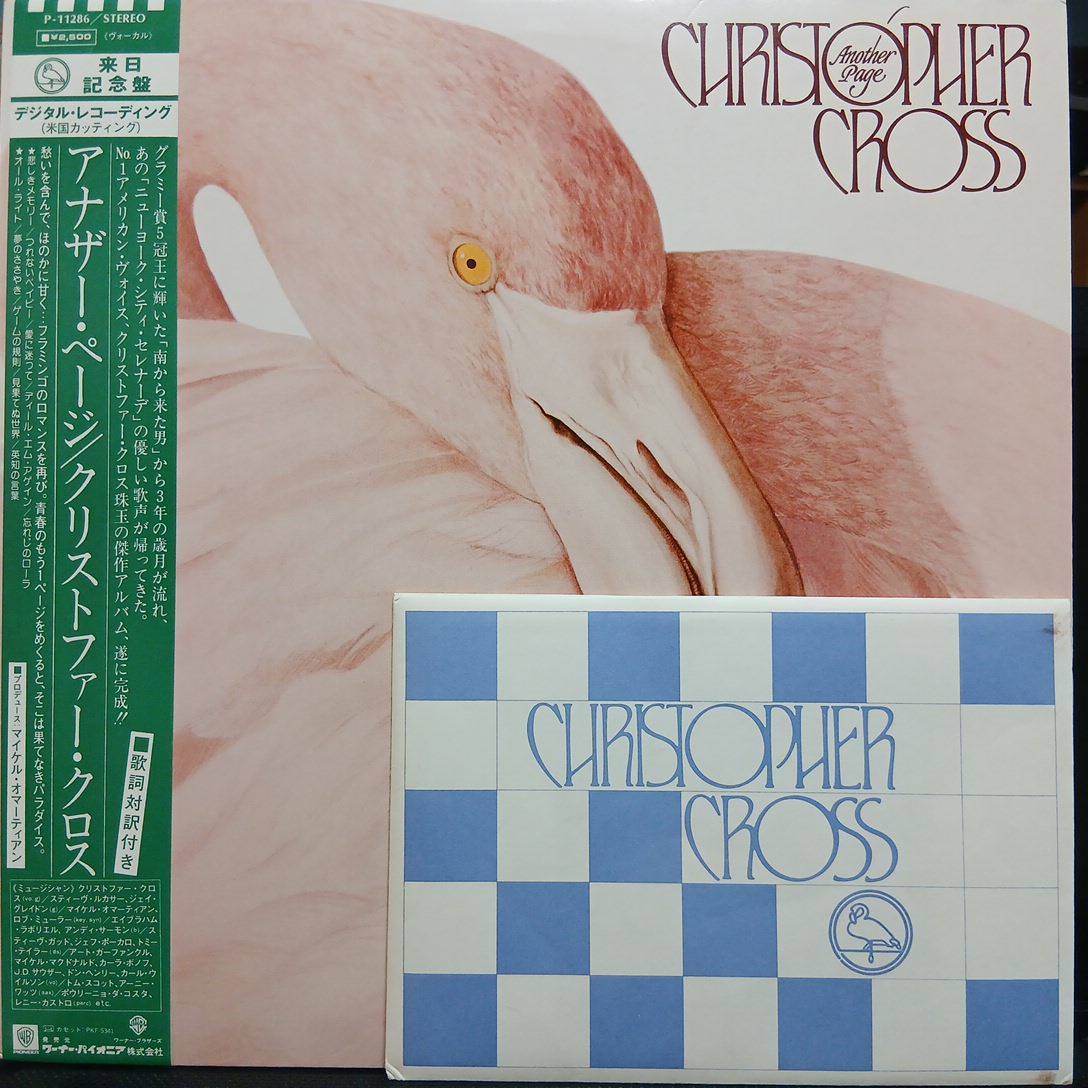 P-11286/STEREO
¥2,500 （ヴォーカル）
来日
記念盤
デジタル・レコーディング
（米国カッティング）
グラミー賞5冠王に輝いた「南から来た男」から3年の歳月が流れ、
あの「ニューヨーク・シティ・セレナーデ」の優しい歌声が帰ってきた。
No.1アメリカン・ヴォイス、クリストファー・クロス珠玉の傑作アルバム、遂に完成!!
■歌詞対訳付き
アナザー・ページ/クリストファー・クロス
愁いを含んで、ほのかに甘く…フラミンゴのロマンスを再び。青春のもう1ページをめくると、そこは果てなきパラダイス。
★悲しきメモリー/つれないベイビー/愛に迷って/ディール・エム・アゲイン/忘れじのローラ
★オール・ライト/夢のささやき/ゲームの規則/見果てぬ世界/英知の言葉
■プロデュース：マイケル・オマーティアン
《ミュージシャン》クリストファー・クロ
ス(vo.g)/スティーヴ・ルカサー、ジェイ・
グレイドン(g)/マイケル・オマーティアン、
ロブ・ミューラー(key.syn)/エイブラハム
・ラボリエル、アンディ・サーモン(b)/ス
ティーヴ・ガッド、ジェフ・ポーカロ、トミー
・テイラー(ds)/アート・ガーファンクル、
マイケル・マクドナルド、カーラ・ボノフ、
J.D.サウザー、ドン・ヘンリー、カール・ウ
イルソン(vo)/トム・スコット、アーニー・
ワッツ(sax)/ポウリーニョ・ダ・コスタ、
レニー・カストロ(perc) etc.
カセット：PKF-5341
WB
PIONEER
発売元
ワーナー・パイオニア株式会社
ワーナー・ブラザーズ
CHRISTOPHER
Another
Page
CROSS
CHRISTOPHER
CROSS